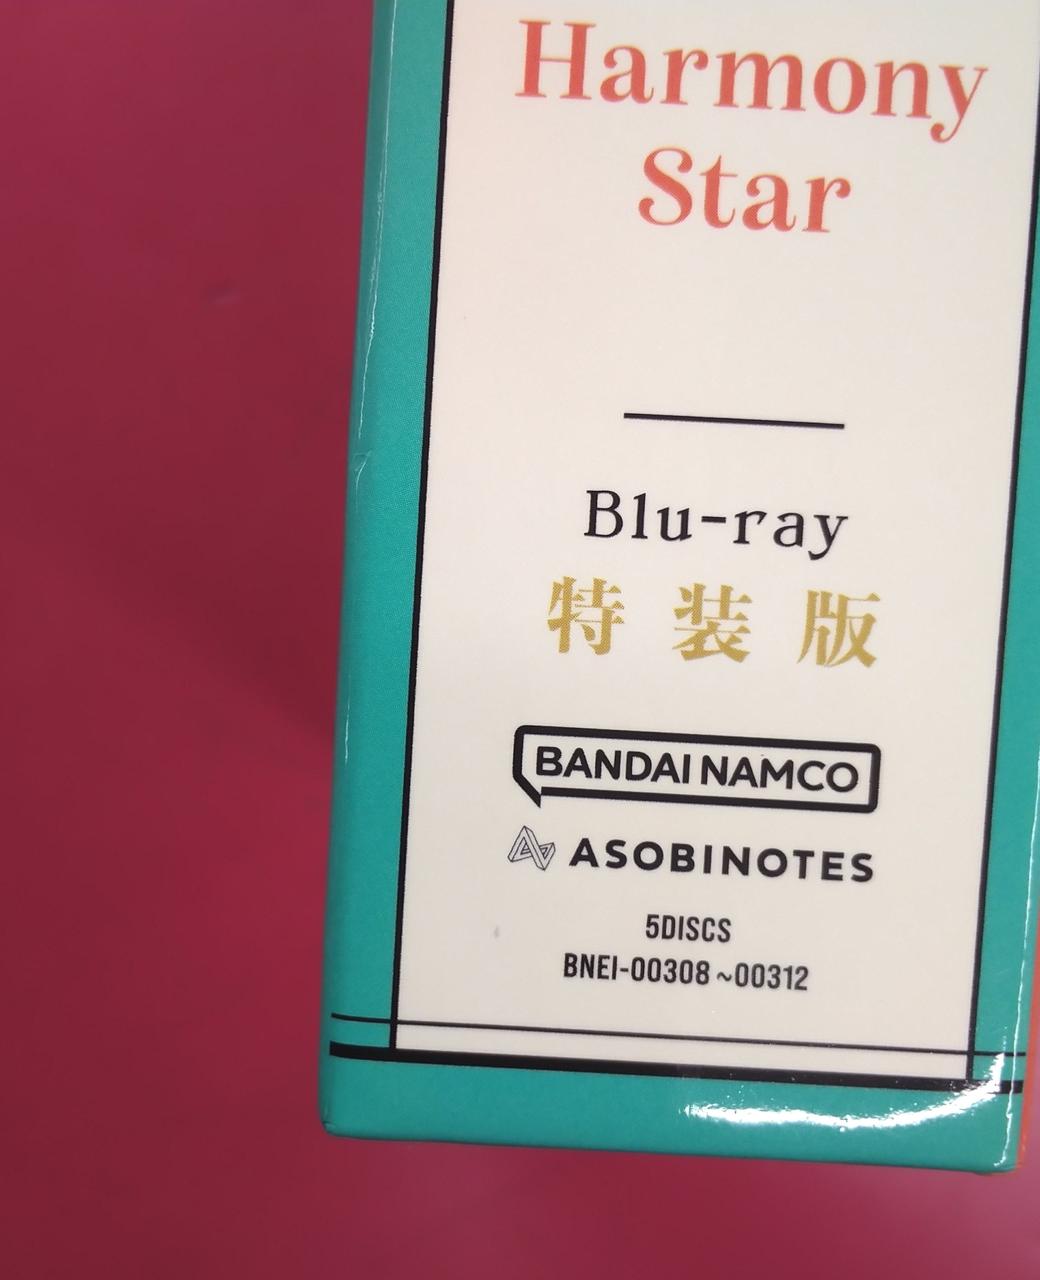 Harmony
Star
Blu-ray
特装版
BANDAI NAMCO
ASOBINOTES
5DISCS
BNEI-00308~00312